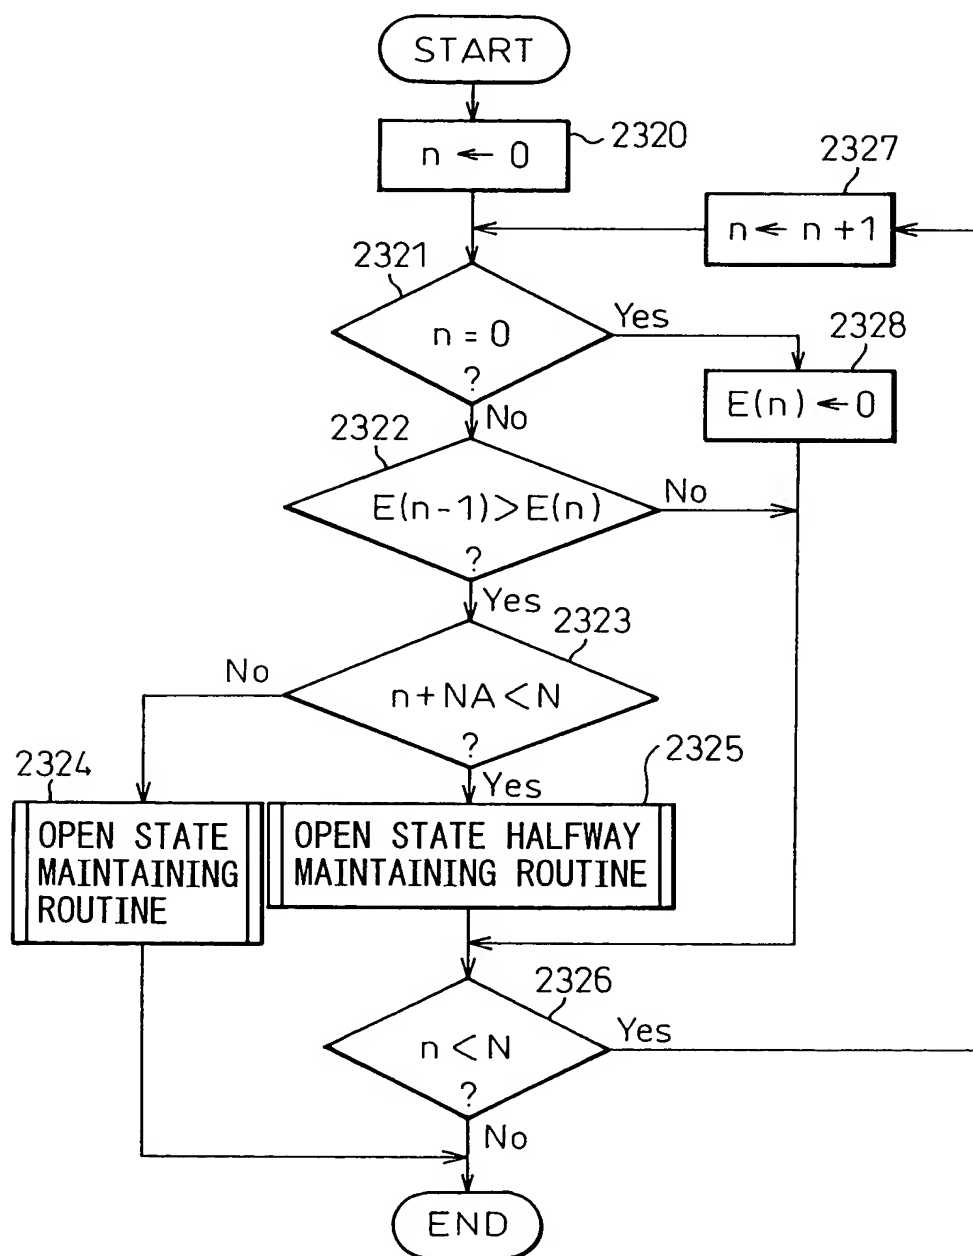 START
n ← 0
2320
2327
n ← n + 1
2321
n = 0
?
Yes
2328
E(n) ← 0
No
2322
E(n-1) > E(n)
?
No
Yes
2323
n + NA < N
?
No
Yes
2324
OPEN STATE
MAINTAINING
ROUTINE
2325
OPEN STATE HALFWAY
MAINTAINING ROUTINE
2326
n < N
?
Yes
No
END